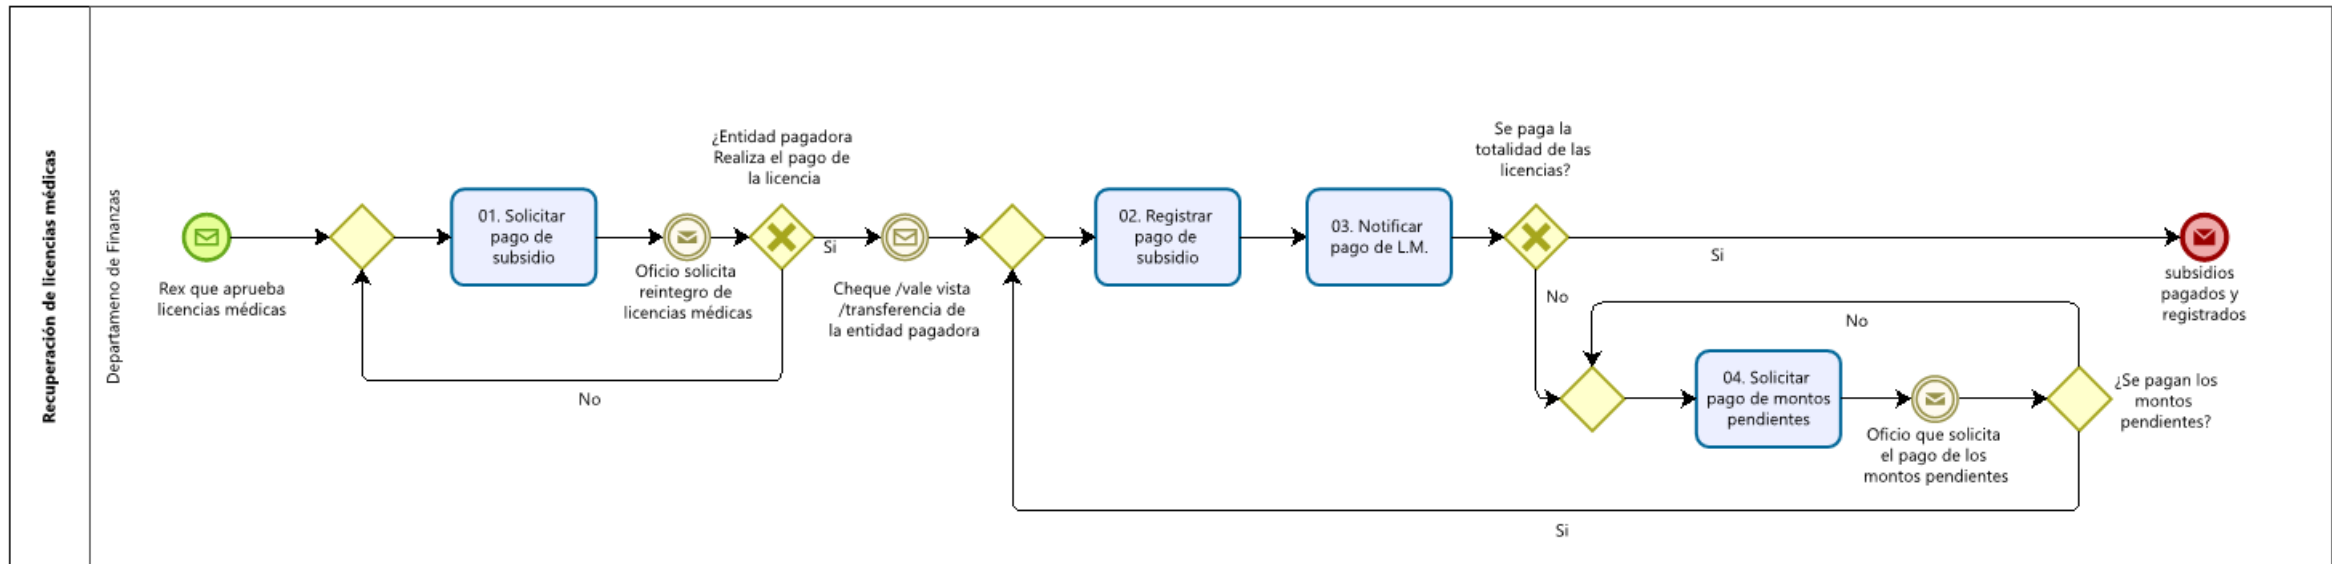 Recuperación de licencias médicas
Departameno de Finanzas
Rex que aprueba
licencias médicas
01. Solicitar
pago de
subsidio
Oficio solicita
reintegro de
licencias médicas
¿Entidad pagadora
Realiza el pago de
la licencia
Si
No
Cheque /vale vista
/transferencia de
la entidad pagadora
02. Registrar
pago de
subsidio
03. Notificar
pago de L.M.
Se paga la
totalidad de las
licencias?
Si
No
subsidios
pagados y
registrados
04. Solicitar
pago de montos
pendientes
Oficio que solicita
el pago de los
montos pendientes
¿Se pagan los
montos
pendientes?
No
Si